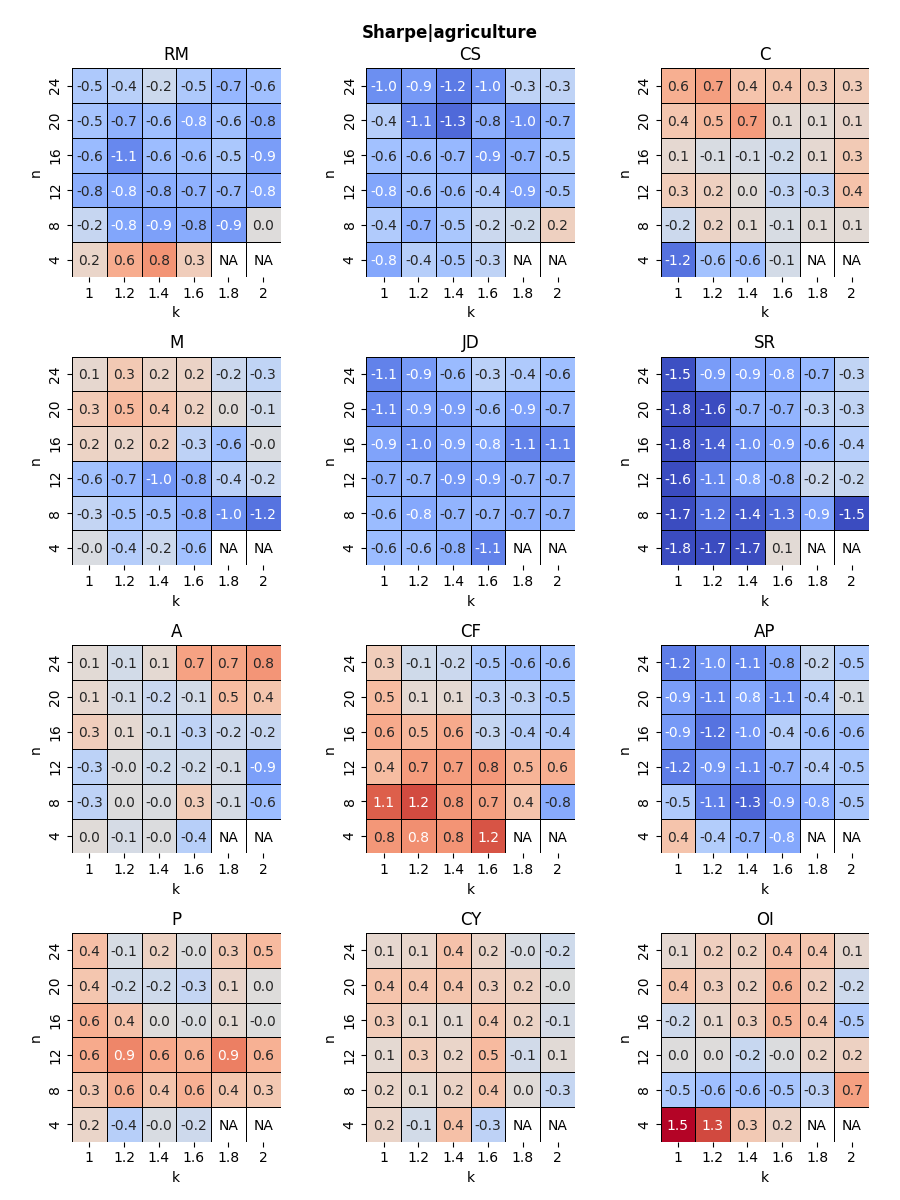 Sharpe|agriculture
RM CS C
24 -0.5 -0.4 -0.2 -0.5 -0.7 -0.6 24 -1.0 -0.9 -1.2 -1.0 -0.3 -0.3 24 0.6 0.7 0.4 0.4 0.3 0.3
20 -0.5 -0.7 -0.6 -0.8 -0.6 -0.8 20 -0.4 -1.1 -1.3 -0.8 -1.0 -0.7 20 0.4 0.5 0.7 0.1 0.1 0.1
16 -0.6 -1.1 -0.6 -0.6 -0.5 -0.9 16 -0.6 -0.6 -0.7 -0.9 -0.7 -0.5 16 0.1 -0.1 -0.1 -0.2 0.1 0.3
n n n
12 -0.8 -0.8 -0.8 -0.7 -0.7 -0.8 12 -0.8 -0.6 -0.6 -0.4 -0.9 -0.5 12 0.3 0.2 0.0 -0.3 -0.3 0.4
8 -0.2 -0.8 -0.9 -0.8 -0.9 0.0 8 -0.4 -0.7 -0.5 -0.2 -0.2 0.2 8 -0.2 0.2 0.1 -0.1 0.1 0.1
4 0.2 0.6 0.8 0.3 NA NA 4 -0.8 -0.4 -0.5 -0.3 NA NA 4 -1.2 -0.6 -0.6 -0.1 NA NA
1 1.2 1.4 1.6 1.8 2 1 1.2 1.4 1.6 1.8 2 1 1.2 1.4 1.6 1.8 2
k k k
M JD SR
24 0.1 0.3 0.2 0.2 -0.2 -0.3 24 -1.1 -0.9 -0.6 -0.3 -0.4 -0.6 24 -1.5 -0.9 -0.9 -0.8 -0.7 -0.3
20 0.3 0.5 0.4 0.2 0.0 -0.1 20 -1.1 -0.9 -0.9 -0.6 -0.9 -0.7 20 -1.8 -1.6 -0.7 -0.7 -0.3 -0.3
16 0.2 0.2 0.2 -0.3 -0.6 -0.0 16 -0.9 -1.0 -0.9 -0.8 -1.1 -1.1 16 -1.8 -1.4 -1.0 -0.9 -0.6 -0.4
n n n
12 -0.6 -0.7 -1.0 -0.8 -0.4 -0.2 12 -0.7 -0.7 -0.9 -0.9 -0.7 -0.7 12 -1.6 -1.1 -0.8 -0.8 -0.2 -0.2
8 -0.3 -0.5 -0.5 -0.8 -1.0 -1.2 8 -0.6 -0.8 -0.7 -0.7 -0.7 -0.7 8 -1.7 -1.2 -1.4 -1.3 -0.9 -1.5
4 -0.0 -0.4 -0.2 -0.6 NA NA 4 -0.6 -0.6 -0.8 -1.1 NA NA 4 -1.8 -1.7 -1.7 0.1 NA NA
1 1.2 1.4 1.6 1.8 2 1 1.2 1.4 1.6 1.8 2 1 1.2 1.4 1.6 1.8 2
k k k
A CF AP
24 0.1 -0.1 0.1 0.7 0.7 0.8 24 0.3 -0.1 -0.2 -0.5 -0.6 -0.6 24 -1.2 -1.0 -1.1 -0.8 -0.2 -0.5
20 0.1 -0.1 -0.2 -0.1 0.5 0.4 20 0.5 0.1 0.1 -0.3 -0.3 -0.5 20 -0.9 -1.1 -0.8 -1.1 -0.4 -0.1
16 0.3 0.1 -0.1 -0.3 -0.2 -0.2 16 0.6 0.5 0.6 -0.3 -0.4 -0.4 16 -0.9 -1.2 -1.0 -0.4 -0.6 -0.6
n n n
12 -0.3 -0.0 -0.2 -0.2 -0.1 -0.9 12 0.4 0.7 0.7 0.8 0.5 0.6 12 -1.2 -0.9 -1.1 -0.7 -0.4 -0.5
8 -0.3 0.0 -0.0 0.3 -0.1 -0.6 8 1.1 1.2 0.8 0.7 0.4 -0.8 8 -0.5 -1.1 -1.3 -0.9 -0.8 -0.5
4 0.0 -0.1 -0.0 -0.4 NA NA 4 0.8 0.8 0.8 1.2 NA NA 4 0.4 -0.4 -0.7 -0.8 NA NA
1 1.2 1.4 1.6 1.8 2 1 1.2 1.4 1.6 1.8 2 1 1.2 1.4 1.6 1.8 2
k k k
P CY OI
24 0.4 -0.1 0.2 -0.0 0.3 0.5 24 0.1 0.1 0.4 0.2 -0.0 -0.2 24 0.1 0.2 0.2 0.4 0.4 0.1
20 0.4 -0.2 -0.2 -0.3 0.1 0.0 20 0.4 0.4 0.4 0.3 0.2 -0.0 20 0.4 0.3 0.2 0.6 0.2 -0.2
16 0.6 0.4 0.0 -0.0 0.1 -0.0 16 0.3 0.1 0.1 0.4 0.2 -0.1 16 -0.2 0.1 0.3 0.5 0.4 -0.5
n n n
12 0.6 0.9 0.6 0.6 0.9 0.6 12 0.1 0.3 0.2 0.5 -0.1 0.1 12 0.0 0.0 -0.2 -0.0 0.2 0.2
8 0.3 0.6 0.4 0.6 0.4 0.3 8 0.2 0.1 0.2 0.4 0.0 -0.3 8 -0.5 -0.6 -0.6 -0.5 -0.3 0.7
4 0.2 -0.4 -0.0 -0.2 NA NA 4 0.2 -0.1 0.4 -0.3 NA NA 4 1.5 1.3 0.3 0.2 NA NA
1 1.2 1.4 1.6 1.8 2 1 1.2 1.4 1.6 1.8 2 1 1.2 1.4 1.6 1.8 2
k k k